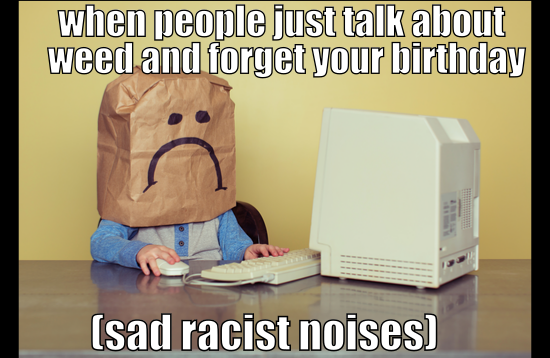 when people just talk about
weed and forget your birthday
(sad racist noises)